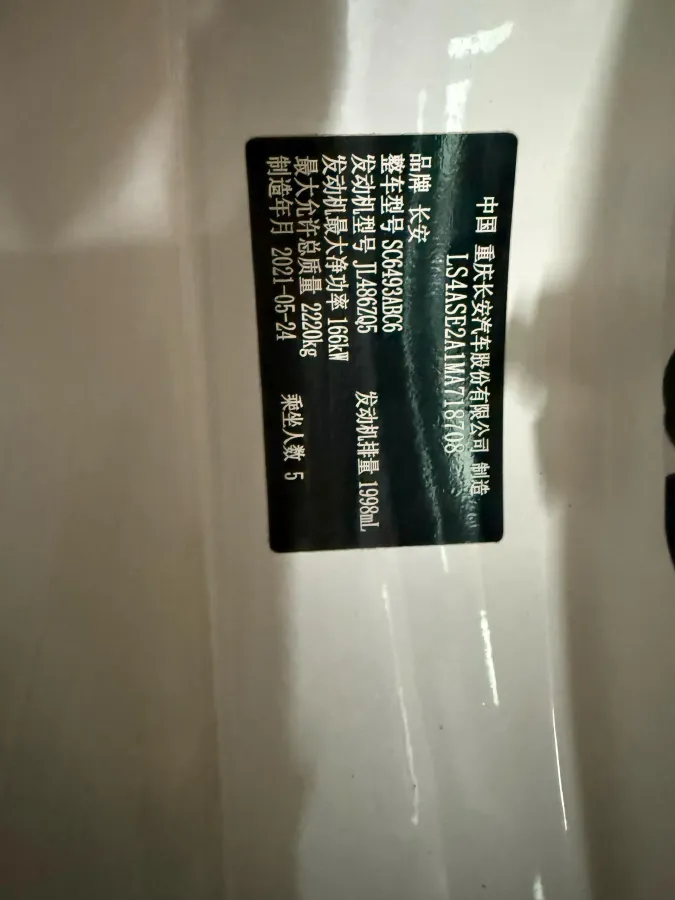 中国 重庆长安汽车股份有限公司 制造
LS4ASE2A1MA718708
品牌 长安
整车型号 SC6493ABC6
发动机型号 JL486ZQ5 发动机排量 1998mL
发动机最大净功率 166kW
最大允许总质量 2220kg
制造年月 2021-05-24 乘坐人数 5